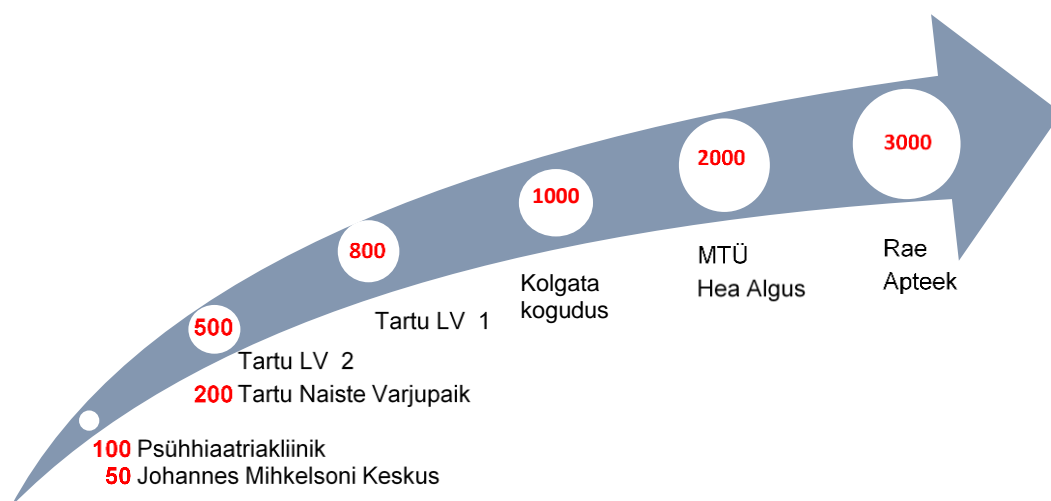 3000
2000
1000
800
500
MTÜ
Hea Algus
Rae
Apteek
Kolgata
kogudus
Tartu LV 1
Tartu LV 2
200 Tartu Naiste Varjupaik
100 Psühhiaatriakliinik
50 Johannes Mihkelsoni Keskus